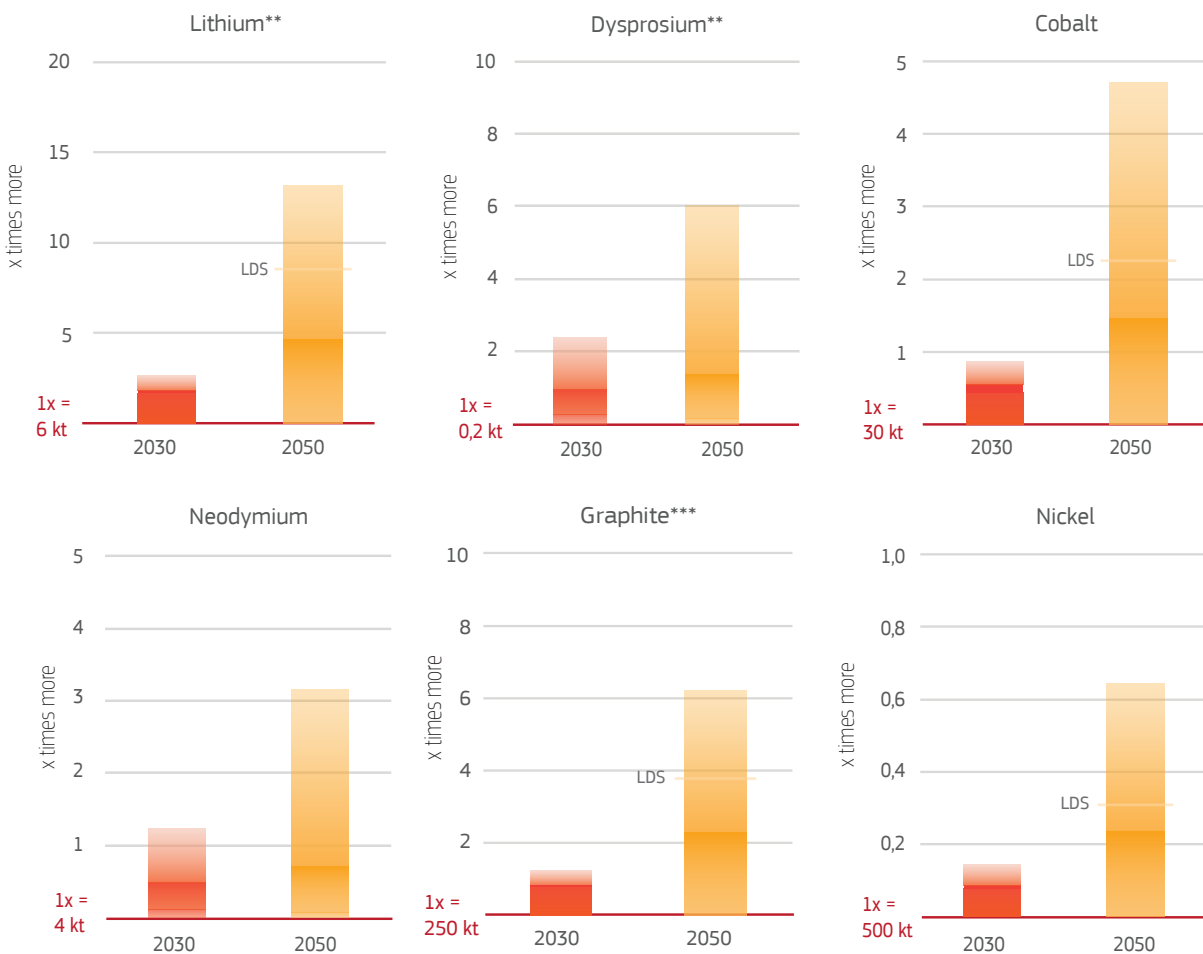 Lithium**
20
15
10
5
x times more
LDS
1x =
6 kt
2030
2050
Dysprosium**
10
8
6
4
2
x times more
1x =
0,2 kt
2030
2050
Cobalt
5
4
3
2
1
x times more
LDS
1x =
30 kt
2030
2050
Neodymium
5
4
3
2
1
x times more
1x =
4 kt
2030
2050
Graphite***
10
8
6
4
2
x times more
LDS
1x =
250 kt
2030
2050
Nickel
1,0
0,8
0,6
0,4
0,2
x times more
LDS
1x =
500 kt
2030
2050